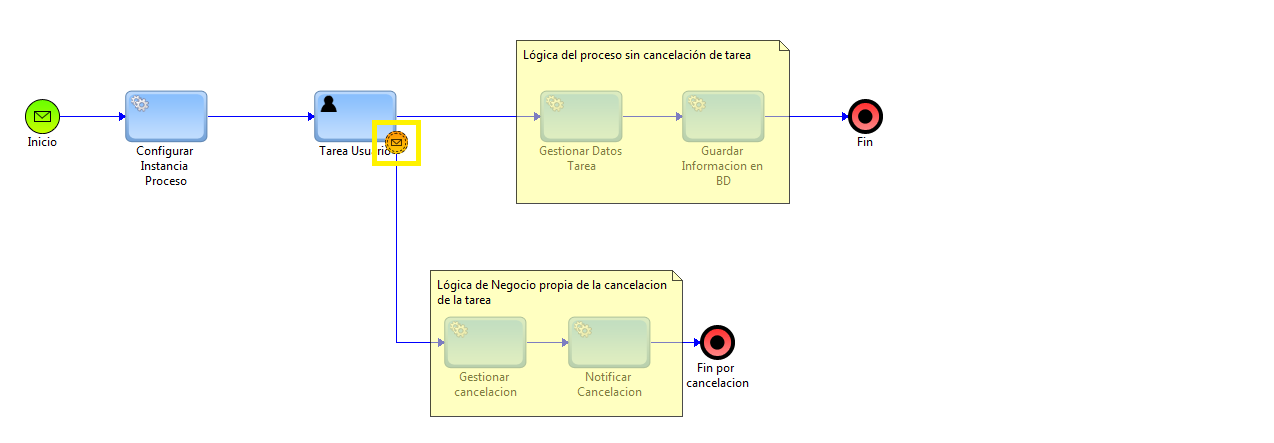 Lógica del proceso sin cancelación de tarea
Inicio
Configurar
Instancia
Proceso
Tarea Usuario
Gestionar Datos
Tarea
Guardar
Informacion en
BD
Fin
Lógica de Negocio propia de la cancelacion
de la tarea
Gestionar
cancelacion
Notificar
Cancelacion
Fin por
cancelacion